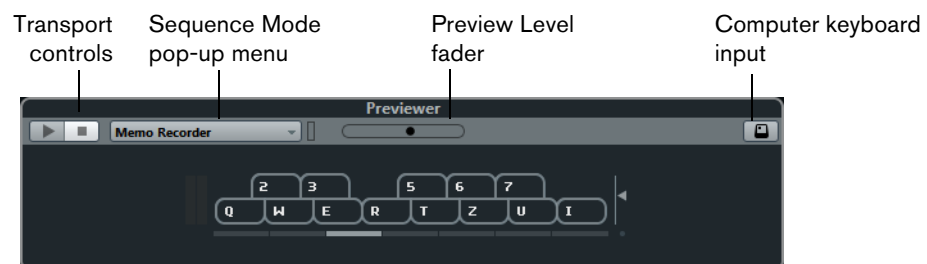 Transport controls
Sequence Mode pop-up menu
Preview Level fader
Computer keyboard input
Previewer
Memo Recorder
2 3 5 6 7
Q W E R T Z U I